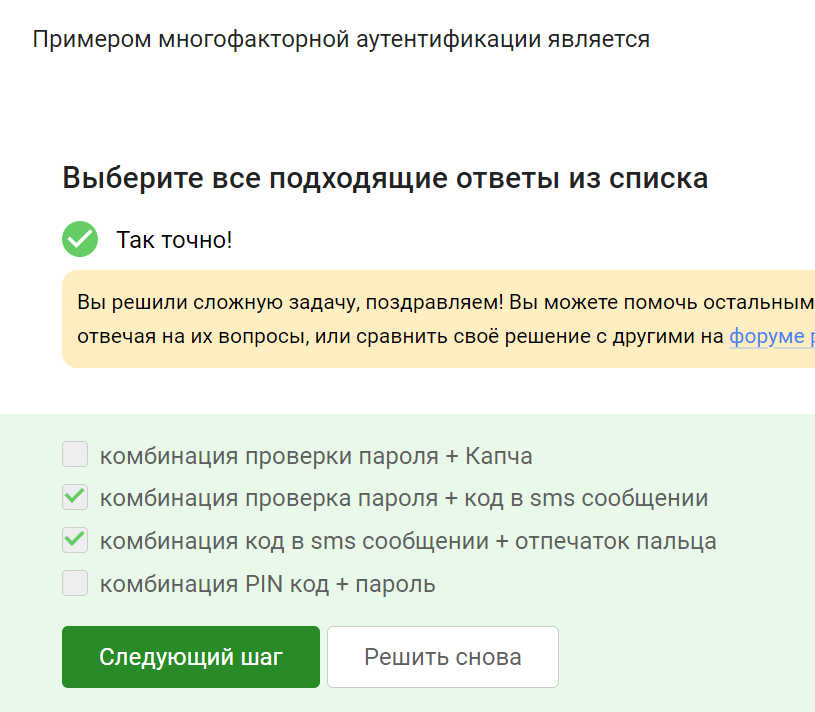 Примером многофакторной аутентификации является
Выберите все подходящие ответы из списка
Так точно!
Вы решили сложную задачу, поздравляем! Вы можете помочь остальным
отвечая на их вопросы, или сравнить своё решение с другими на форуме
комбинация проверки пароля + Капча
комбинация проверка пароля + код в sms сообщении
комбинация код в sms сообщении + отпечаток пальца
комбинация PIN код + пароль
Следующий шаг
Решить снова